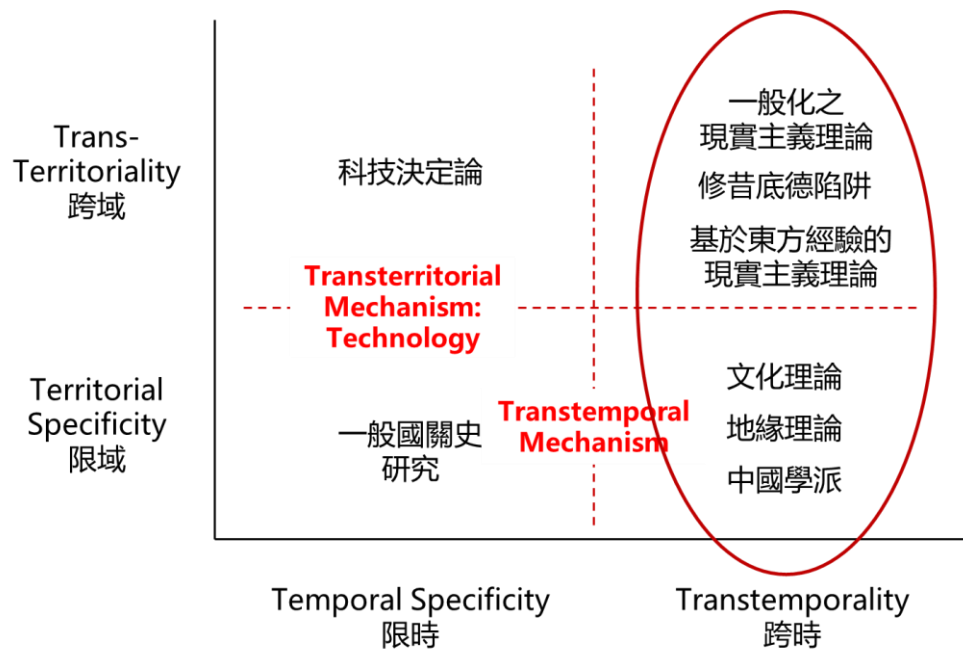 Trans-
Territoriality
跨域
科技決定論
一般化之
現實主義理論
修昔底德陷阱
基於東方經驗的
現實主義理論
Transterritorial
Mechanism:
Technology
Territorial
Specificity
限域
一般國關史
研究
Transtemporal
Mechanism
文化理論
地緣理論
中國學派
Temporal Specificity
限時
Transtemporality
跨時